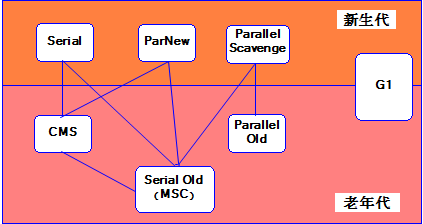 新生代
Serial
ParNew
Parallel
Scavenge
G1
CMS
Parallel
Old
Serial Old
（MSC）
老年代